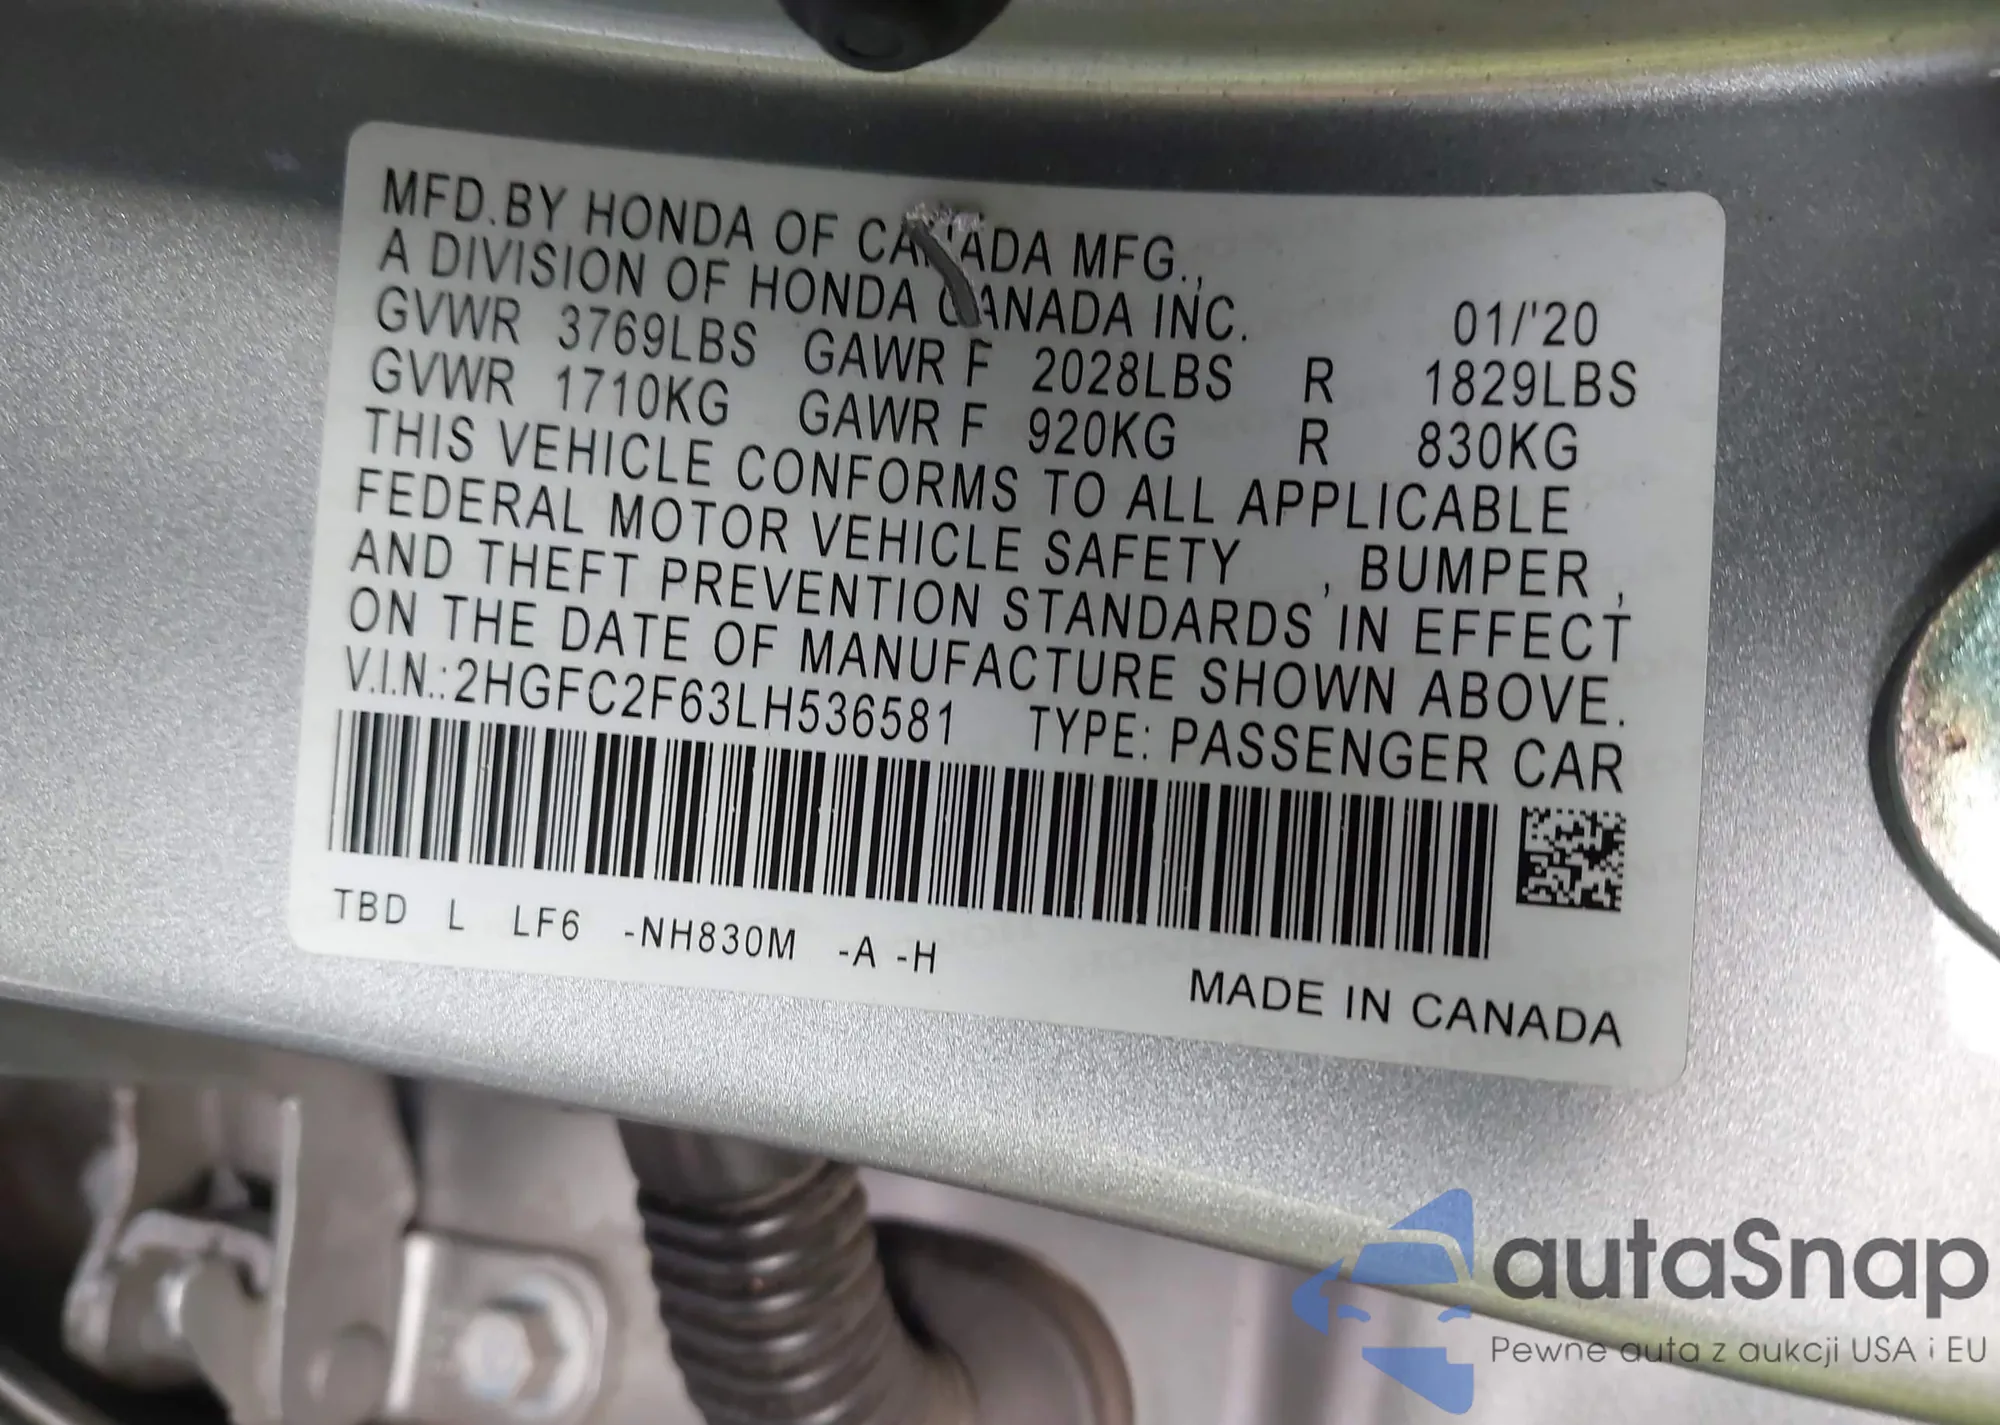 MFD.BY HONDA OF CANADA MFG.,
A DIVISION OF HONDA CANADA INC. 01/'20
GVWR 3769LBS GAWR F 2028LBS R 1829LBS
GVWR 1710KG GAWR F 920KG R 830KG
THIS VEHICLE CONFORMS TO ALL APPLICABLE
FEDERAL MOTOR VEHICLE SAFETY , BUMPER ,
AND THEFT PREVENTION STANDARDS IN EFFECT
ON THE DATE OF MANUFACTURE SHOWN ABOVE.
V.I.N.:2HGFC2F63LH536581 TYPE: PASSENGER CAR
TBD L LF6 -NH830M -A -H
MADE IN CANADA
autaSnap
Pewne auta z aukcji USA i EU